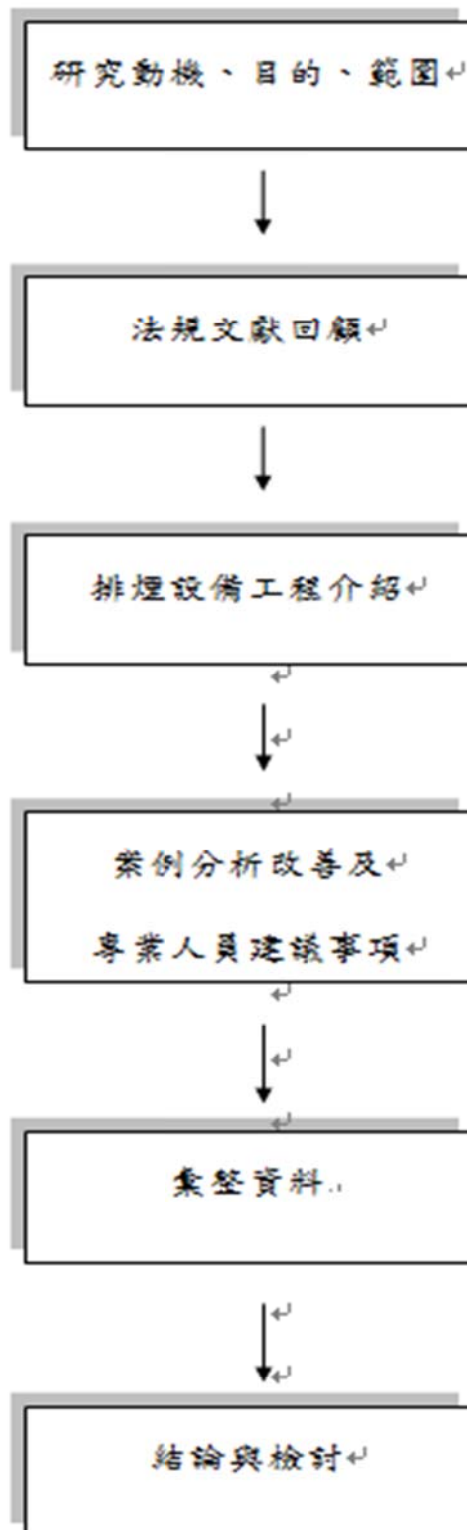 研究動機、目的、範圍
法規文獻回顧
排煙設備工程介紹
案例分析改善及
專業人員建議事項
彙整資料
結論與檢討